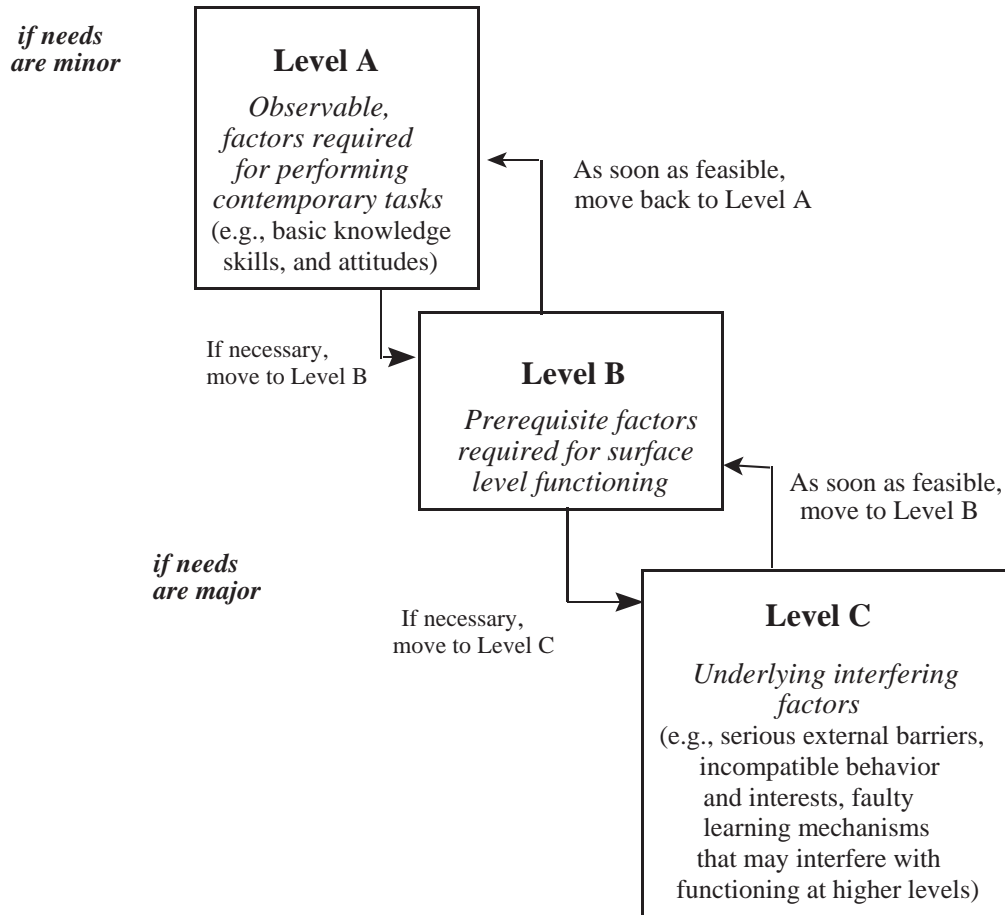 if needs
are minor
Level A
Observable,
factors required
for performing
contemporary tasks
(e.g., basic knowledge
skills, and attitudes)
As soon as feasible,
move back to Level A
If necessary,
move to Level B
Level B
Prerequisite factors
required for surface
level functioning
As soon as feasible,
move to Level B
if needs
are major
If necessary,
move to Level C
Level C
Underlying interfering
factors
(e.g., serious external barriers,
incompatible behavior
and interests, faulty
learning mechanisms
that may interfere with
functioning at higher levels)